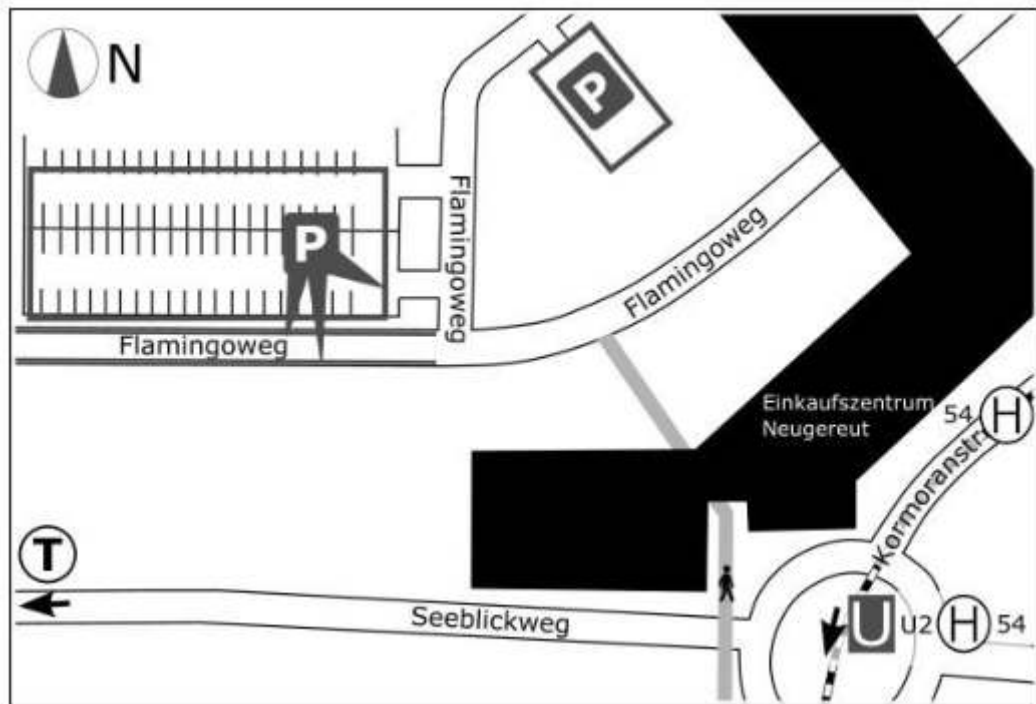 N
P
P
Flamingoweg
Flamingoweg
Flamingoweg
Einkaufszentrum
Neugereut
54 H
Kormoranstr.
T
Seeblickweg
U U2 H 54